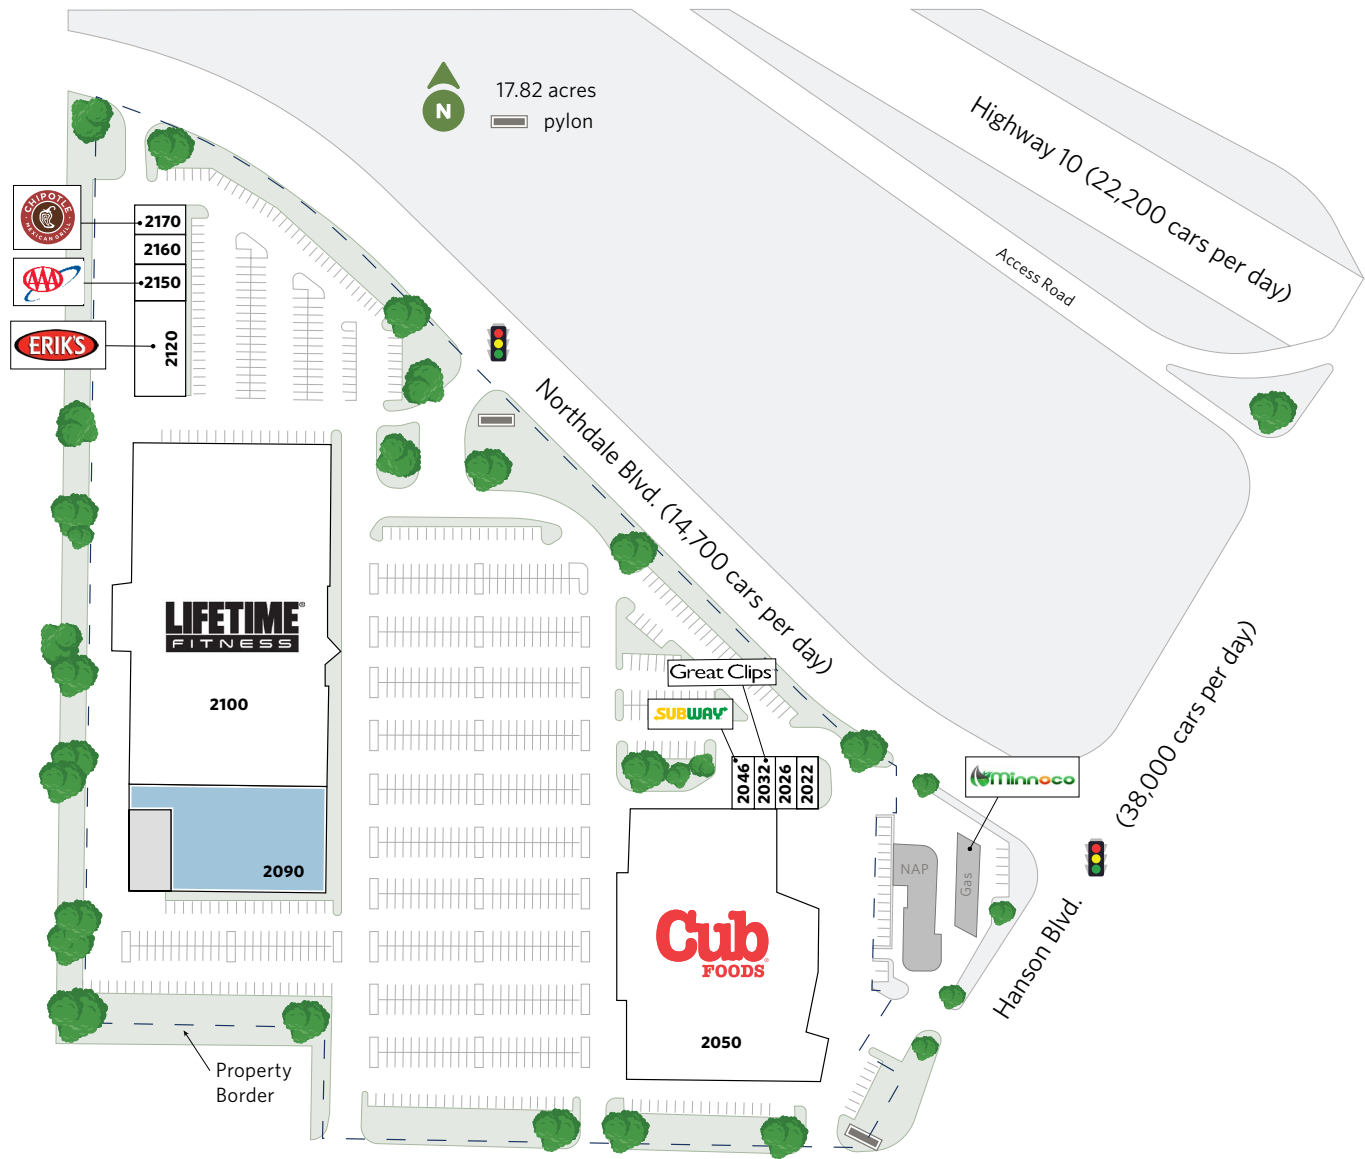 17.82 acres
N
pylon
Highway 10 (22,200 cars per day)
Access Road
CHIPOTLE
MEXICAN GRILL
2170
2160
AAA
2150
ERIK'S
2120
Northdale Blvd. (14,700 cars per day)
LIFETIME®
FITNESS
2100
Great Clips
SUBWAY
2046
2032
2026
2022
Minnoco
(38,000 cars per day)
Hanson Blvd.
NAP
Gas
2090
Cub
FOODS
2050
Property
Border